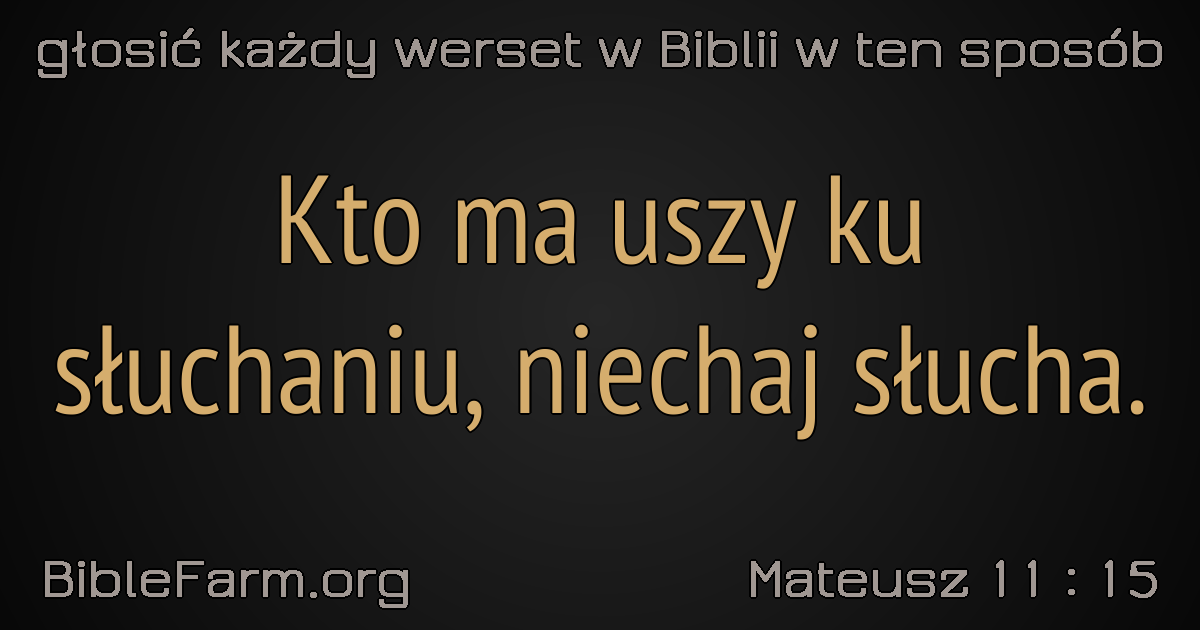 głosić każdy werset w Biblii w ten sposób
Kto ma uszy ku
słuchaniu, niechaj słucha.
BibleFarm.org
Mateusz 11 : 15